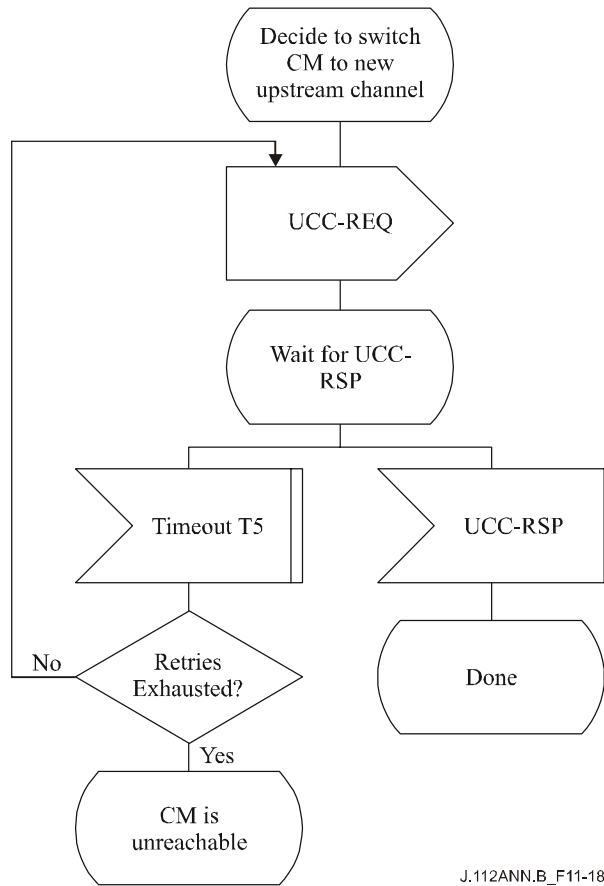 Decide to switch
CM to new
upstream channel
UCC-REQ
Wait for UCC-
RSP
Timeout T5
UCC-RSP
No
Retries
Exhausted?
Done
Yes
CM is
unreachable
J.112ANN.B_F11-18